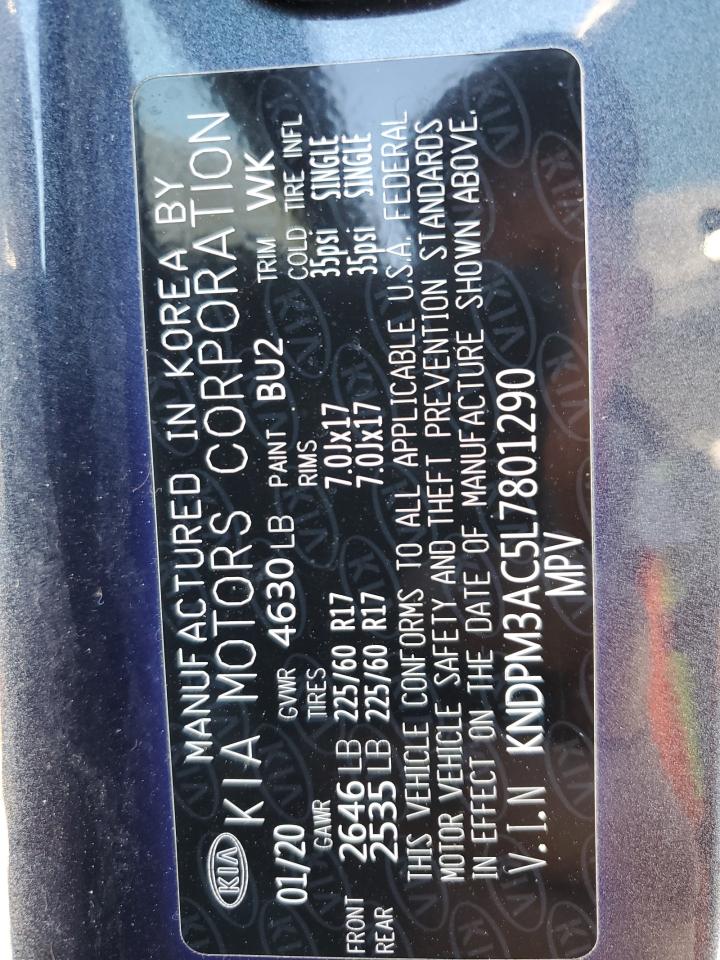 MANUFACTURED IN KOREA BY
KIA KIA MOTORS CORPORATION
01/20 GVWR 4630 LB PAINT BU2 TRIM WK
GAWR TIRES RIMS COLD TIRE INFL
FRONT 2646 LB 225/60 R17 7.0Jx17 35psi SINGLE
REAR 2535 LB 225/60 R17 7.0Jx17 35psi SINGLE
THIS VEHICLE CONFORMS TO ALL APPLICABLE U.S.A. FEDERAL
MOTOR VEHICLE SAFETY AND THEFT PREVENTION STANDARDS
IN EFFECT ON THE DATE OF MANUFACTURE SHOWN ABOVE.
V.I.N KNDPM3AC5L7801290
MPV